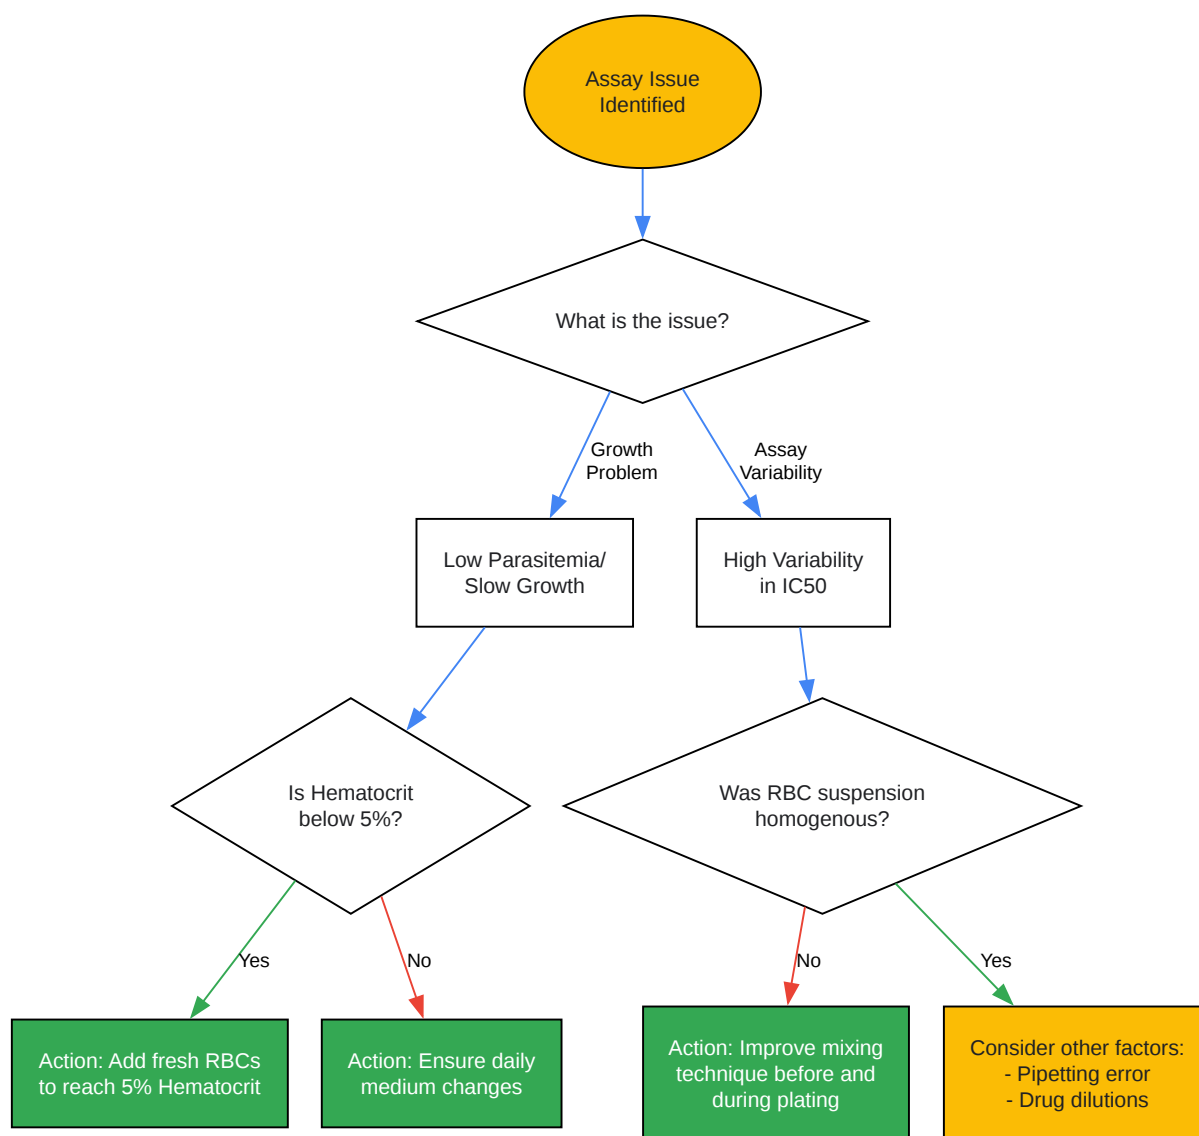 Assay Issue
Identified
What is the issue?
Growth
Problem
Assay
Variability
Low Parasitemia/
Slow Growth
High Variability
in IC50
Is Hematocrit
below 5%?
Was RBC suspension
homogenous?
Yes
No
No
Yes
Action: Add fresh RBCs
to reach 5% Hematocrit
Action: Ensure daily
medium changes
Action: Improve mixing
technique before and
during plating
Consider other factors:
- Pipetting error
- Drug dilutions